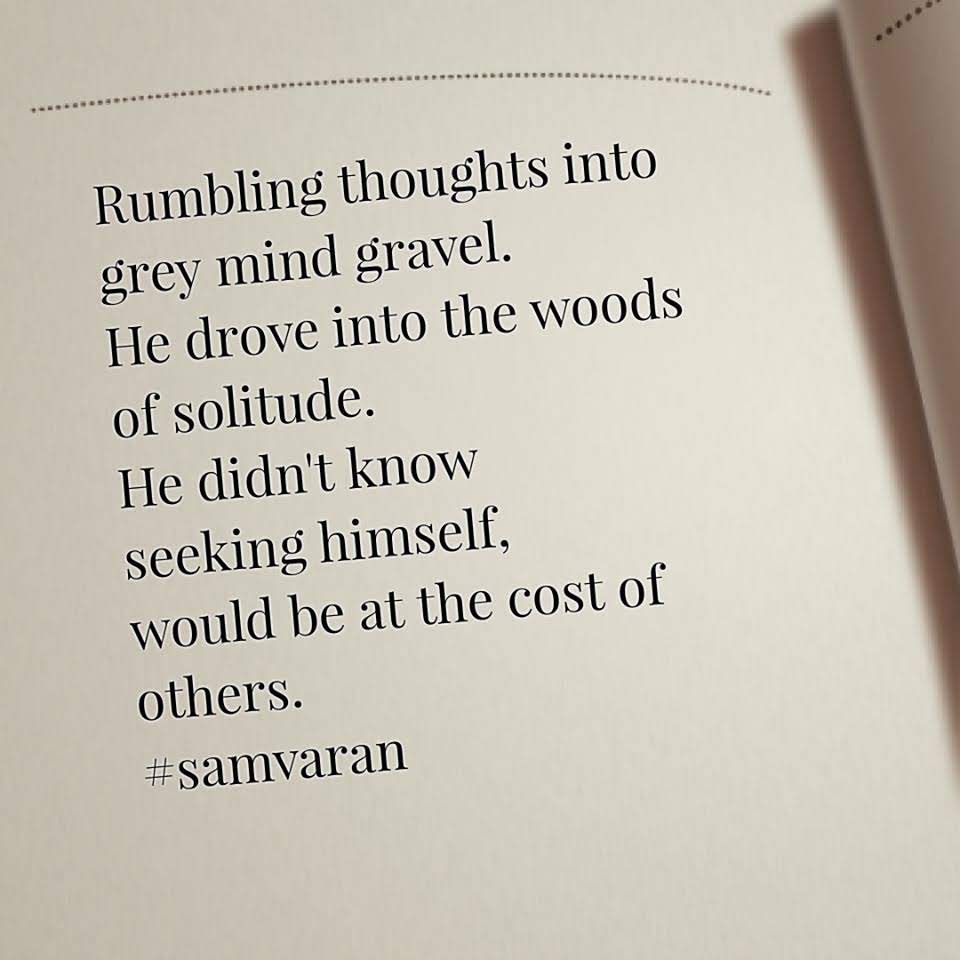 Rumbling thoughts into
grey mind gravel.
He drove into the woods
of solitude.
He didn't know
seeking himself,
would be at the cost of
others.
#samvaran